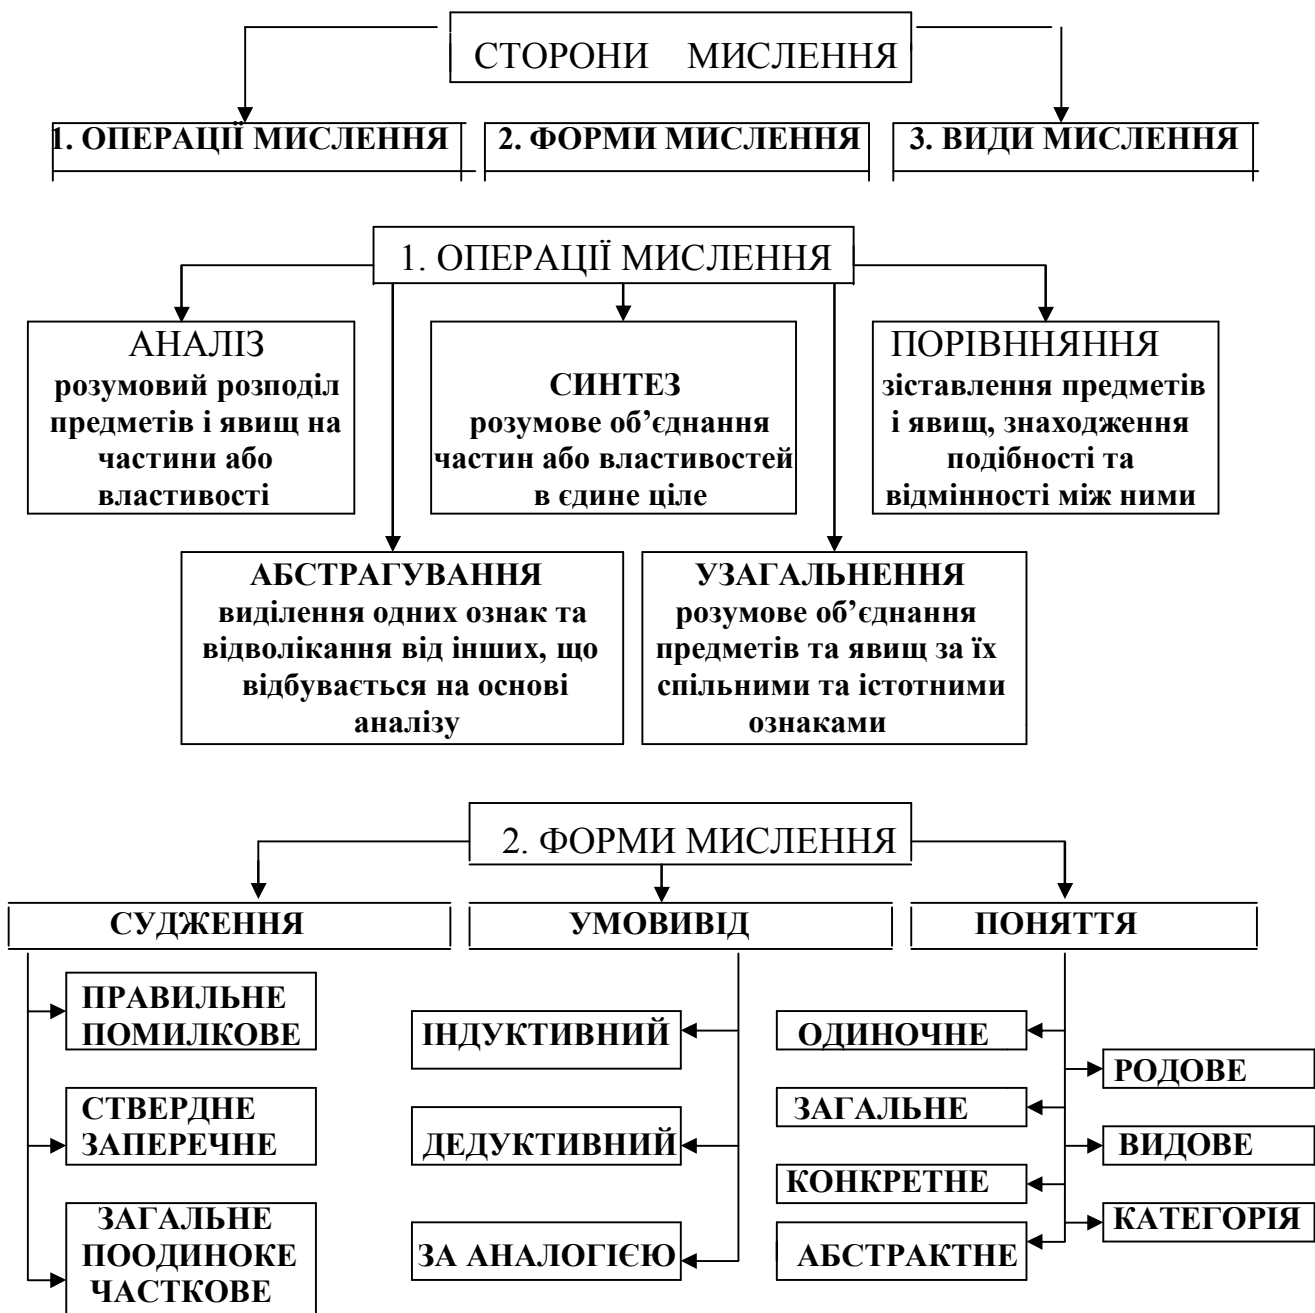 СТОРОНИ МИСЛЕННЯ
1. ОПЕРАЦІЇ МИСЛЕННЯ
2. ФОРМИ МИСЛЕННЯ
3. ВИДИ МИСЛЕННЯ
1. ОПЕРАЦІЇ МИСЛЕННЯ
АНАЛІЗ
розумовий розподіл
предметів і явищ на
частини або
властивості
СИНТЕЗ
розумове об’єднання
частин або властивостей
в єдине ціле
ПОРІВННЯННЯ
зіставлення предметів
і явищ, знаходження
подібності та
відмінності між ними
АБСТРАГУВАННЯ
виділення одних ознак та
відволікання від інших, що
відбувається на основі
аналізу
УЗАГАЛЬНЕННЯ
розумове об’єднання
предметів та явищ за їх
спільними та істотними
ознаками
2. ФОРМИ МИСЛЕННЯ
СУДЖЕННЯ
УМОВИВІД
ПОНЯТТЯ
ПРАВИЛЬНЕ
ПОМИЛКОВЕ
СТВЕРДНЕ
ЗАПЕРЕЧНЕ
ЗАГАЛЬНЕ
ПООДИНОКЕ
ЧАСТКОВЕ
ІНДУКТИВНИЙ
ДЕДУКТИВНИЙ
ЗА АНАЛОГІЄЮ
ОДИНОЧНЕ
ЗАГАЛЬНЕ
КОНКРЕТНЕ
АБСТРАКТНЕ
РОДОВЕ
ВИДОВЕ
КАТЕГОРІЯ